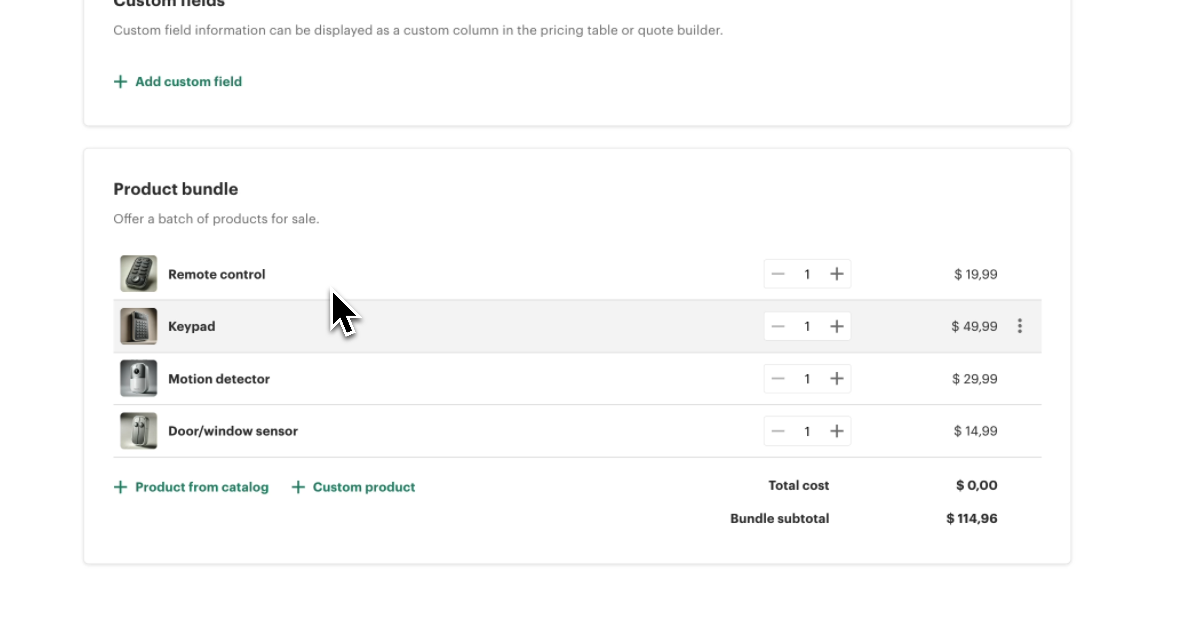 Custom fields
Custom field information can be displayed as a custom column in the pricing table or quote builder.
+ Add custom field
Product bundle
Offer a batch of products for sale.
Remote control — 1 + $ 19,99
Keypad — 1 + $ 49,99
Motion detector — 1 + $ 29,99
Door/window sensor — 1 + $ 14,99
+ Product from catalog + Custom product Total cost $ 0,00
Bundle subtotal $ 114,96